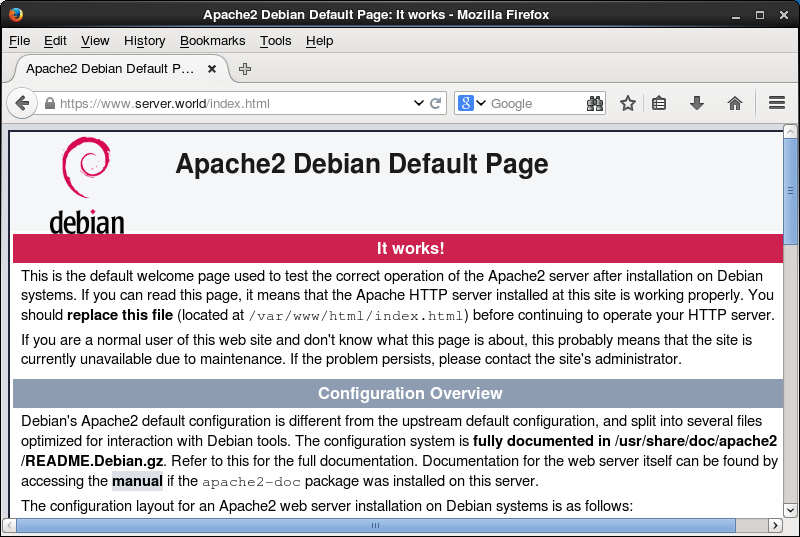 Apache2 Debian Default Page: It works - Mozilla Firefox
File Edit View History Bookmarks Tools Help
Apache2 Debian Default P...
https://www.server.world/index.html
8 Google
Apache2 Debian Default Page
debian
It works!
This is the default welcome page used to test the correct operation of the Apache2 server after installation on Debian
systems. If you can read this page, it means that the Apache HTTP server installed at this site is working properly. You
should replace this file (located at /var/www/html/index.html) before continuing to operate your HTTP server.
If you are a normal user of this web site and don't know what this page is about, this probably means that the site is
currently unavailable due to maintenance. If the problem persists, please contact the site's administrator.
Configuration Overview
Debian's Apache2 default configuration is different from the upstream default configuration, and split into several files
optimized for interaction with Debian tools. The configuration system is fully documented in /usr/share/doc/apache2
/README.Debian.gz. Refer to this for the full documentation. Documentation for the web server itself can be found by
accessing the manual if the apache2-doc package was installed on this server.
The configuration layout for an Apache2 web server installation on Debian systems is as follows: